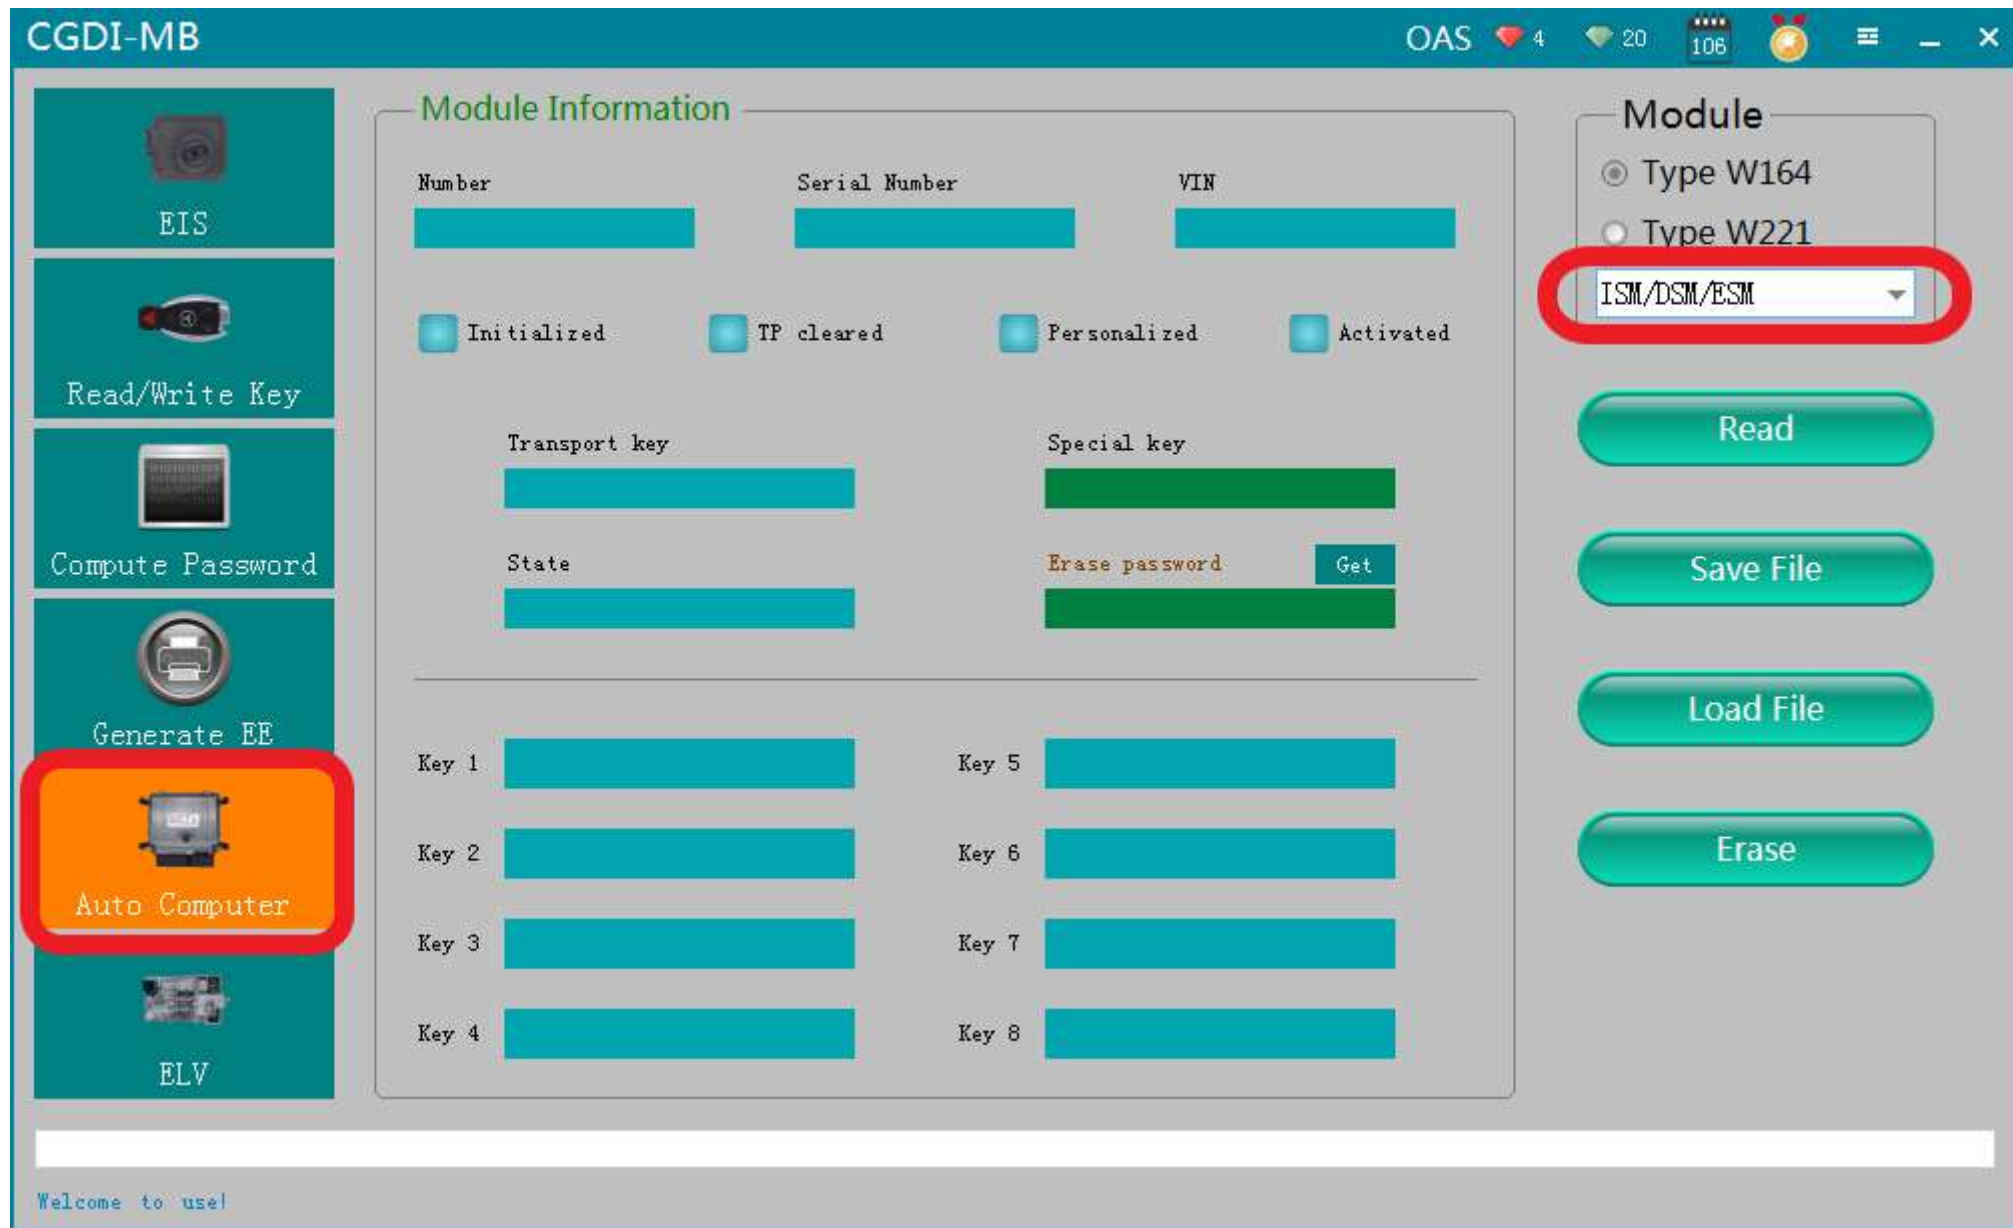 CGDI-MB
OAS 4 20 106
EIS
Read/Write Key
Compute Password
Generate EE
Auto Computer
ELV
Module Information
Number Serial Number VIN
Initialized TP cleared Personalized Activated
Transport key Special key
State Erase password Get
Key 1 Key 5
Key 2 Key 6
Key 3 Key 7
Key 4 Key 8
Module
Type W164
Type W221
ISM/DSM/ESM
Read
Save File
Load File
Erase
Welcome to use!